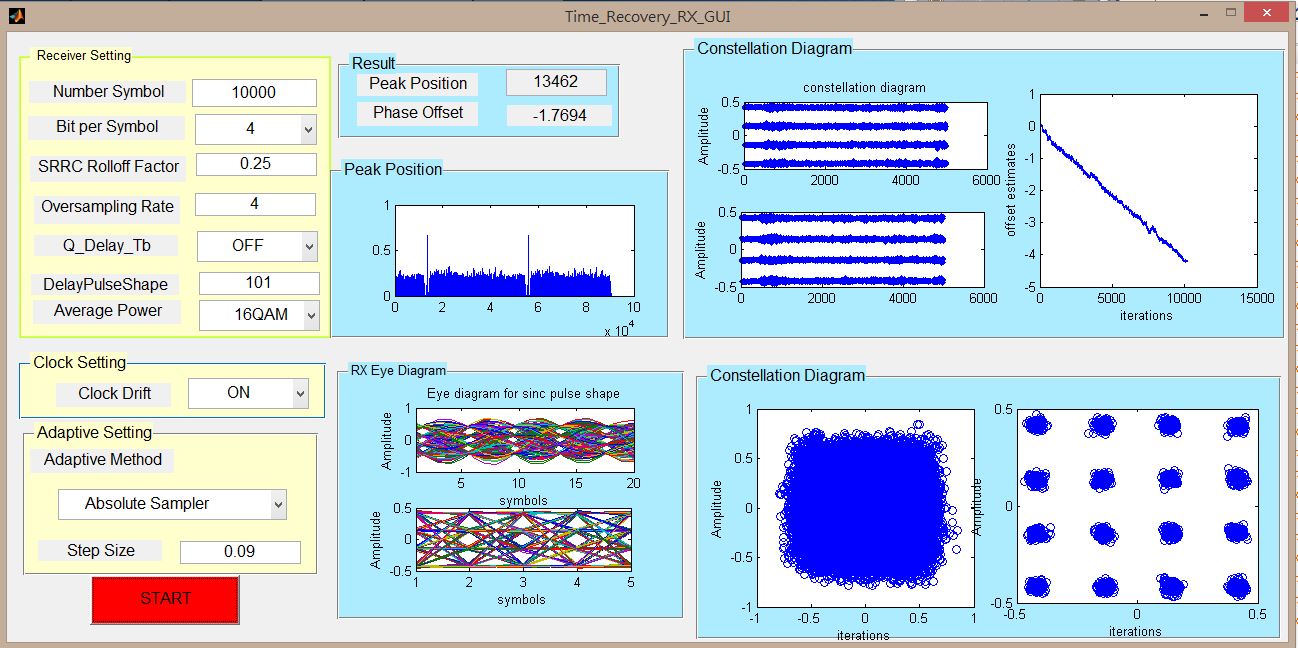 Time_Recovery_RX_GUI
Receiver Setting
Number Symbol 10000
Bit per Symbol 4
SRRC Rolloff Factor 0.25
Oversampling Rate 4
Q_Delay_Tb OFF
DelayPulseShape 101
Average Power 16QAM
Clock Setting
Clock Drift ON
Adaptive Setting
Adaptive Method
Absolute Sampler
Step Size 0.09
START
Result
Peak Position 13462
Phase Offset -1.7694
Peak Position
1
0.5
0
0 2 4 6 8 10
x 10^4
RX Eye Diagram
Eye diagram for sinc pulse shape
Amplitude
1
0
-1
5 10 15 20
symbols
Amplitude
0.5
0
-0.5
1 2 3 4 5
symbols
Constellation Diagram
constellation diagram
Amplitude
0.5
0
-0.5
0 2000 4000 6000
Amplitude
0.5
0
-0.5
0 2000 4000 6000
offset estimates
1
0
-1
-2
-3
-4
-5
0 5000 10000 15000
iterations
Constellation Diagram
Amplitude
1
0.5
0
-0.5
-1
-1 -0.5 0 0.5 1
iterations
Amplitude
0.5
0
-0.5
-0.5 0 0.5
iterations